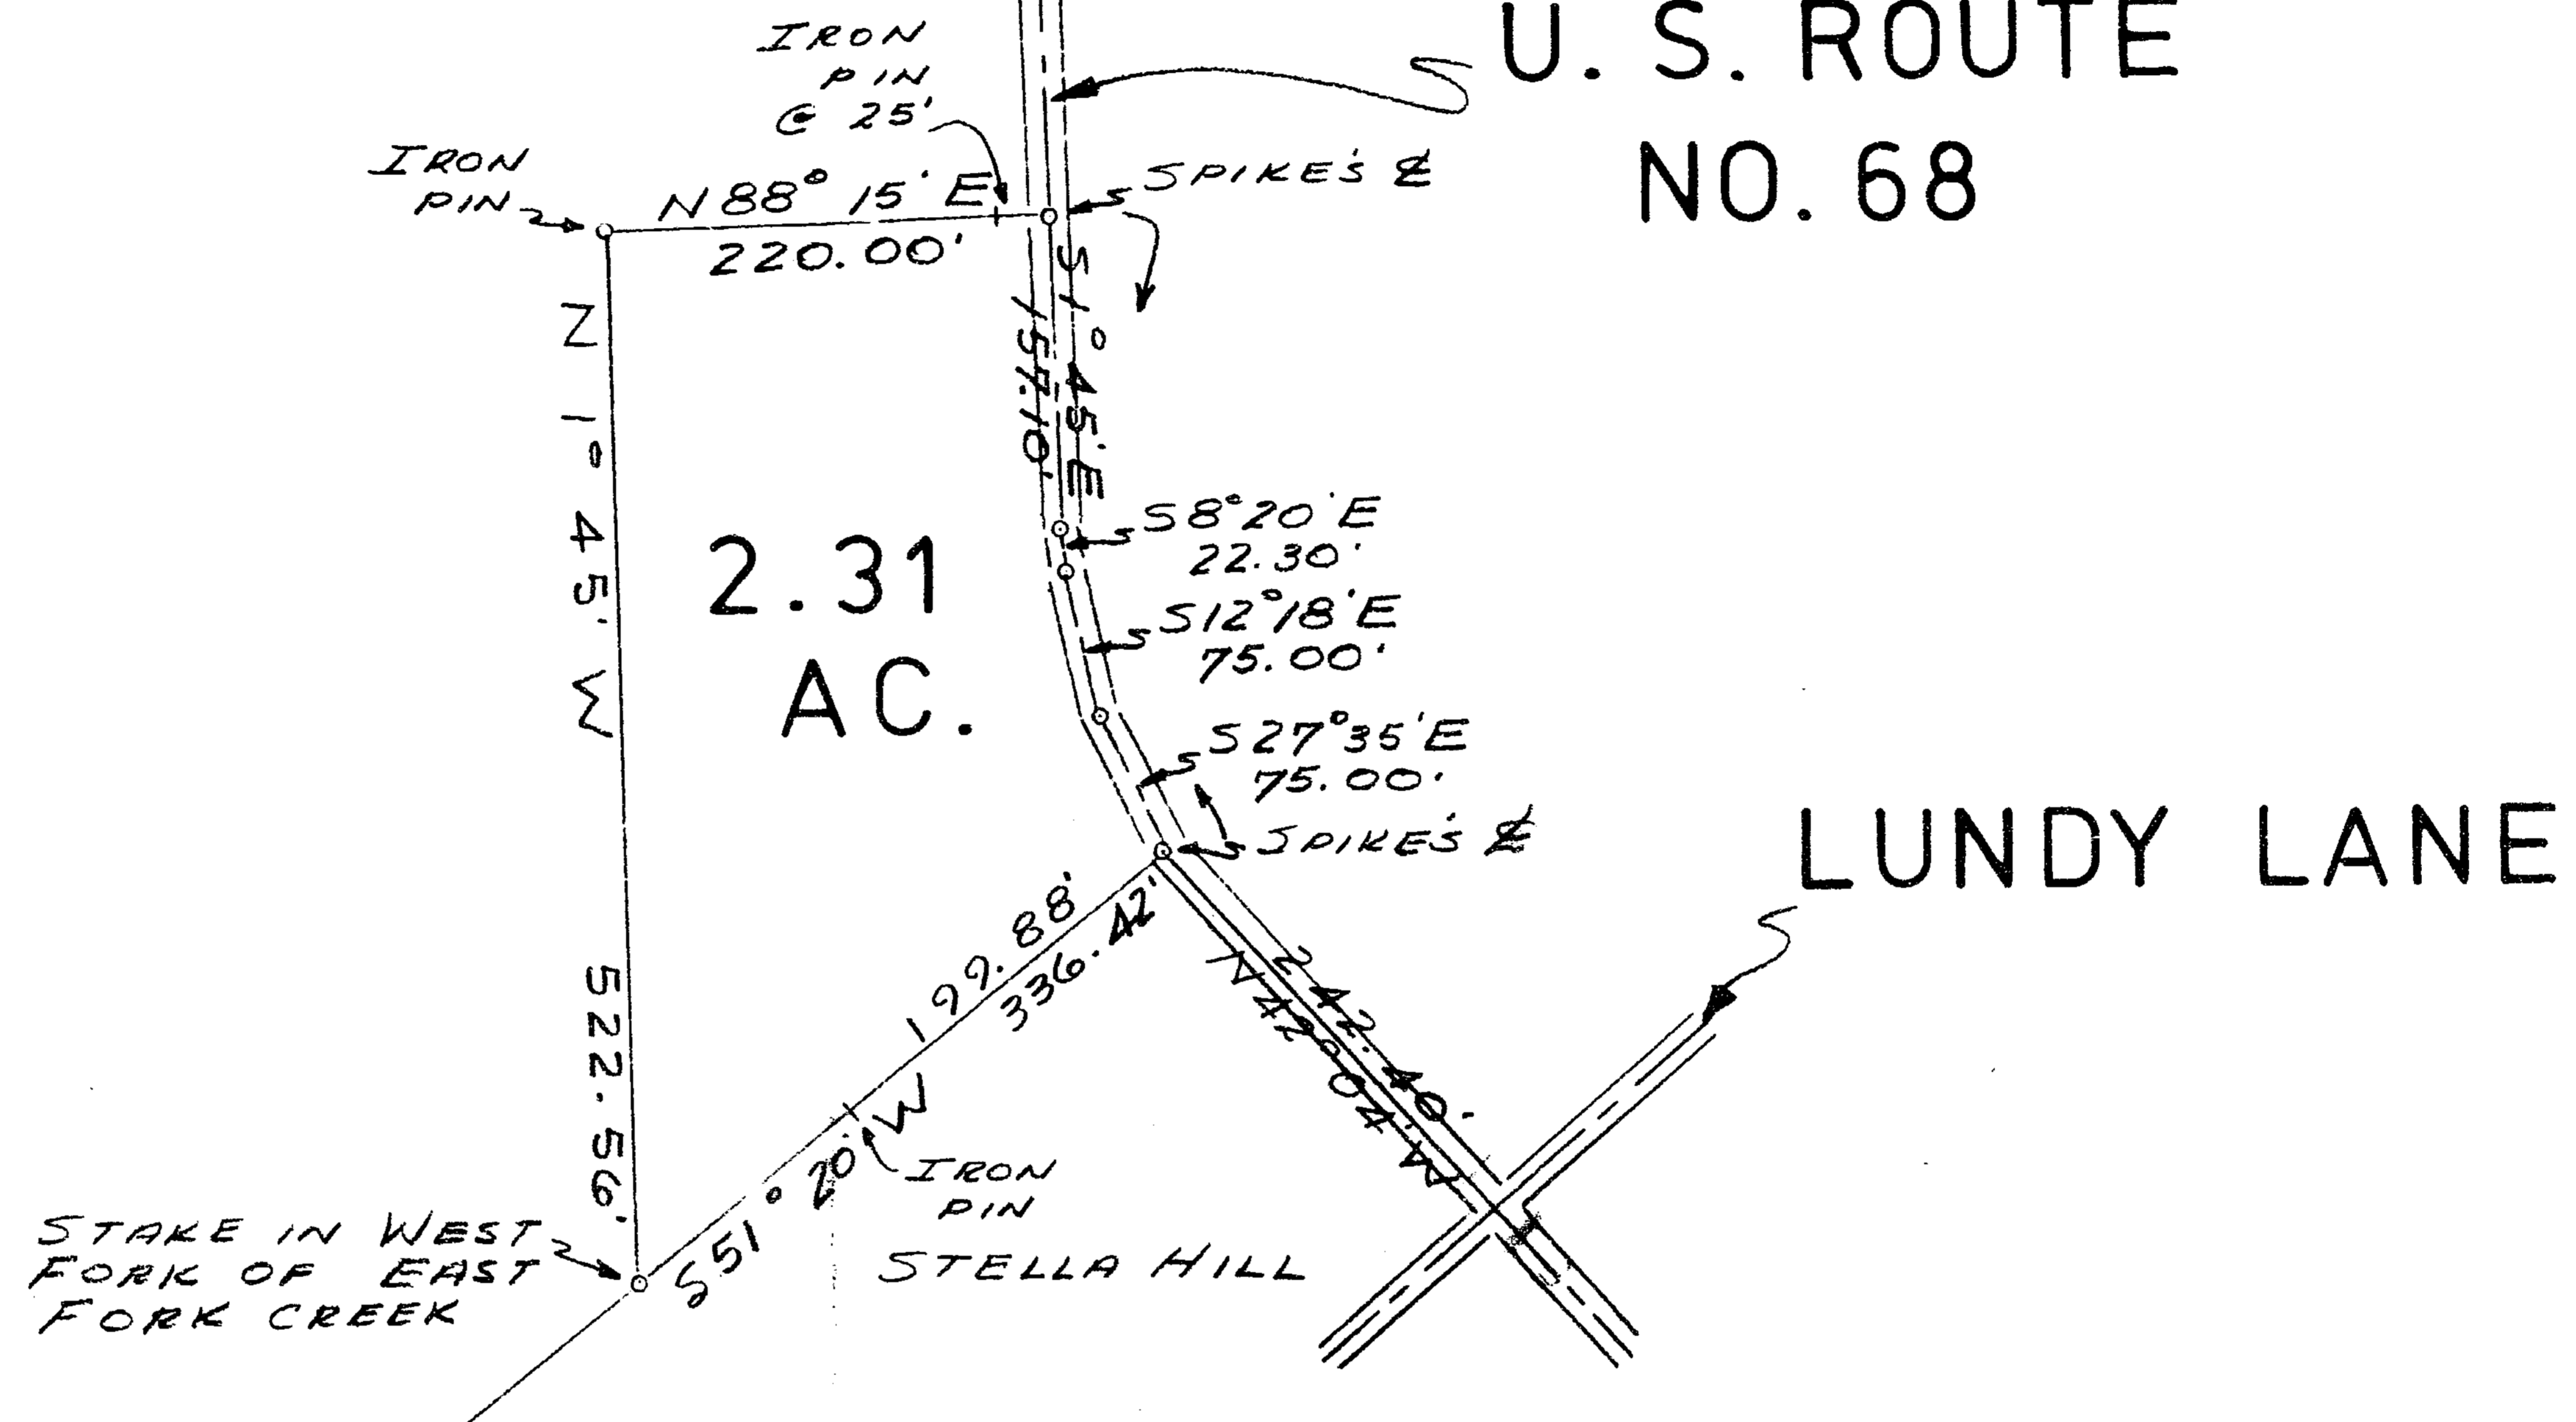 U. S. ROUTE
NO. 68
IRON
PIN
@ 25'
IRON
PIN
SPIKE'S ℄
N 88° 15' E
220.00'
S 1° 45' E
157.10'
N 1° 45' W
522.56'
2.31
AC.
S 8° 20' E
22.30'
S 12° 18' E
75.00'
S 27° 35' E
75.00'
SPIKE'S ℄
LUNDY LANE
199.88'
336.42'
S 51° 20' W
242.40'
N 42° 04' W
IRON
PIN
STELLA HILL
STAKE IN WEST
FORK OF EAST
FORK CREEK